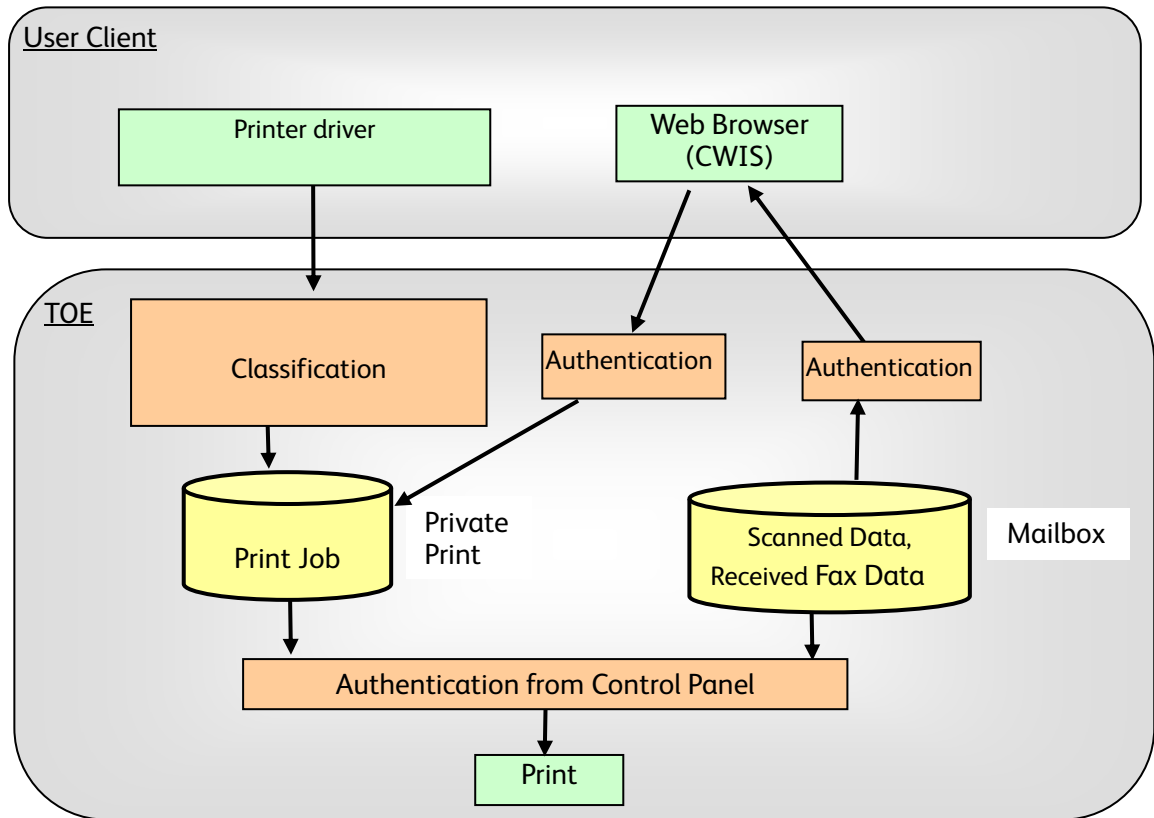 User Client
Printer driver
Web Browser
(CWIS)
TOE
Classification
Authentication
Authentication
Print Job
Private
Print
Scanned Data,
Received Fax Data
Mailbox
Authentication from Control Panel
Print